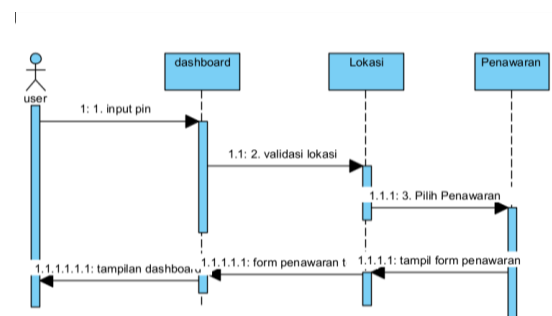 dashboard
Lokasi
Penawaran
user
1: 1. input pin
1.1: 2. validasi lokasi
1.1.1: 3. Pilih Penawaran
1.1.1.1: tampil form penawaran
1.1.1.1.1: form penawaran t
1.1.1.1.1.1: tampilan dashboa